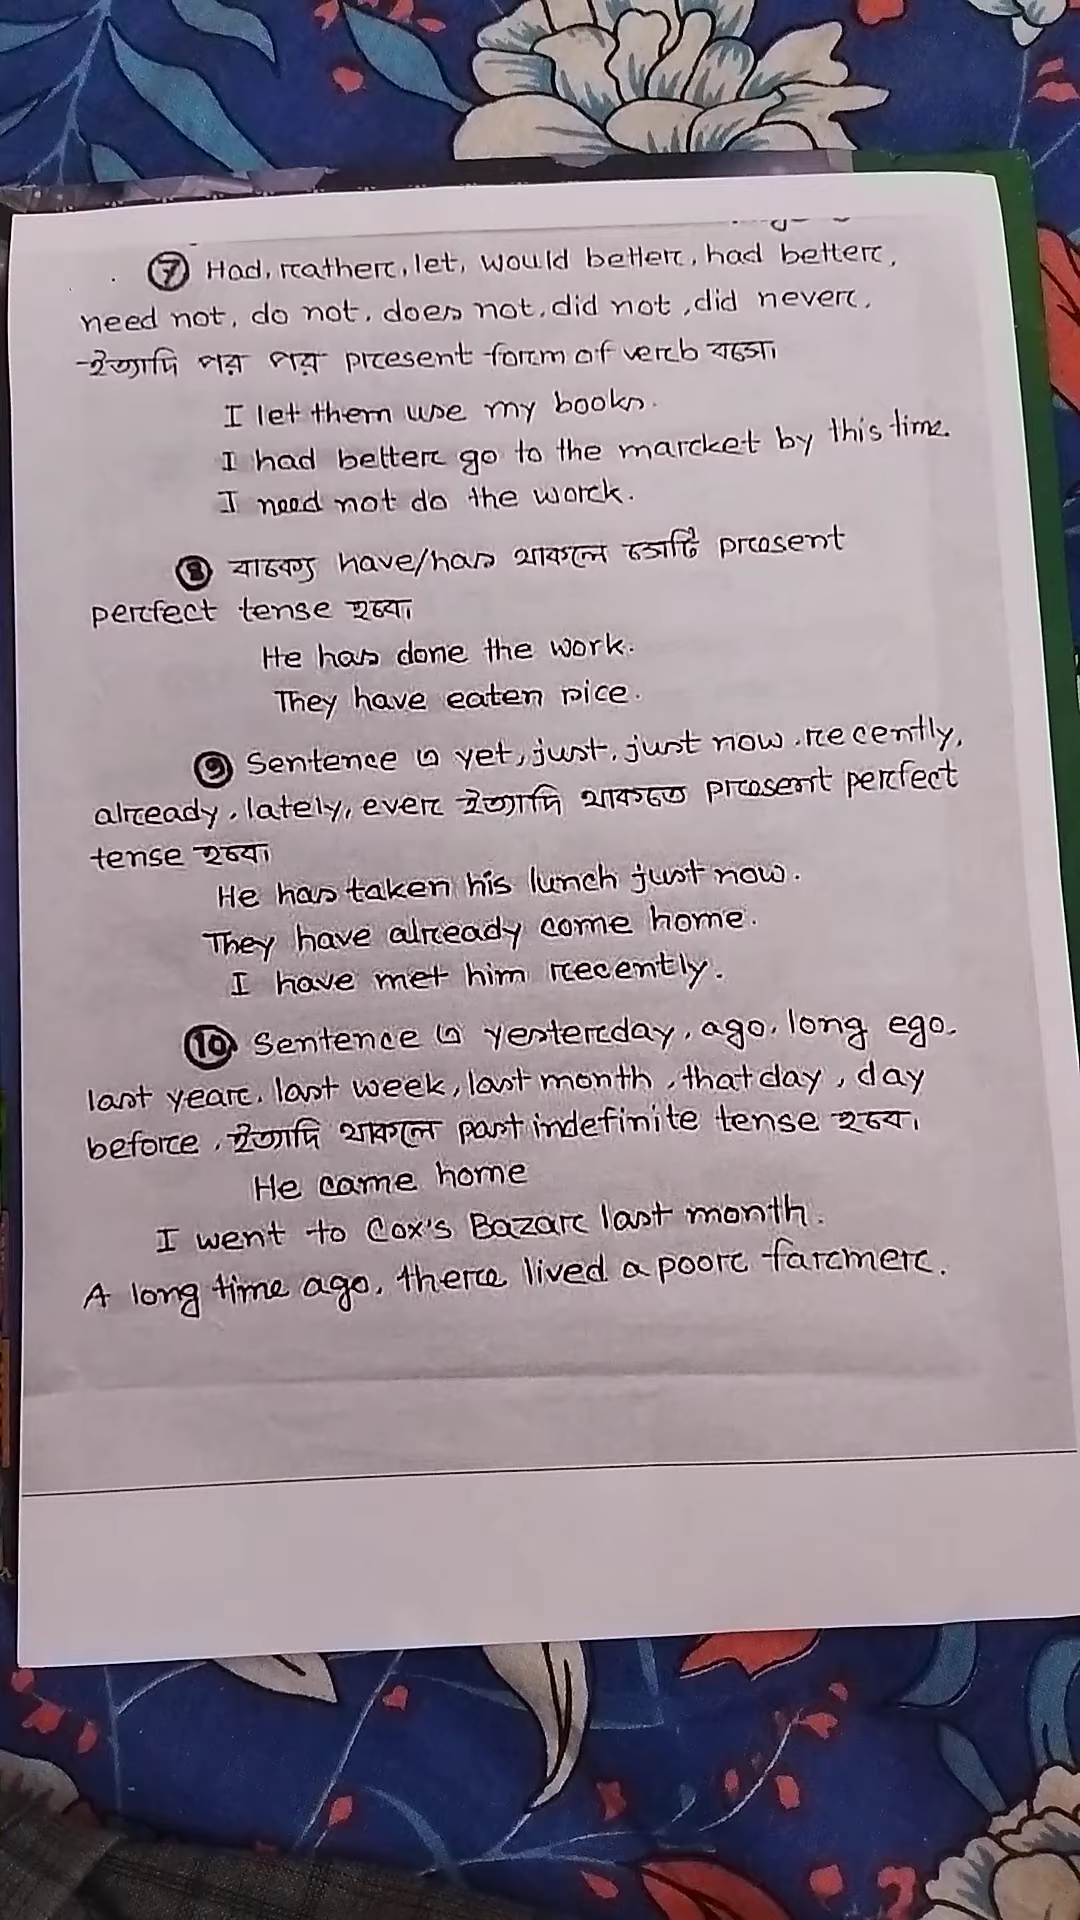 ⑦ Had, rather, let, would better, had better,
need not, do not, does not, did not, did never,
ইত্যাদি পর পর present form of verb বসে।
I let them use my books.
I had better go to the market by this time.
I need not do the work.
⑧ বাক্যে have/has থাকলে সেটি present
perfect tense হবে।
He has done the work.
They have eaten rice.
⑨ Sentence এ yet, just, just now, recently,
already, lately, ever ইত্যাদি থাকতে present perfect
tense হবে।
He has taken his lunch just now.
They have already come home.
I have met him recently.
⑩ Sentence এ yesterday, ago, long ego,
last year, last week, last month, that day, day
before, ইত্যাদি থাকলে past indefinite tense হবে।
He came home
I went to Cox's Bazar last month.
A long time ago, there lived a poor farmer.